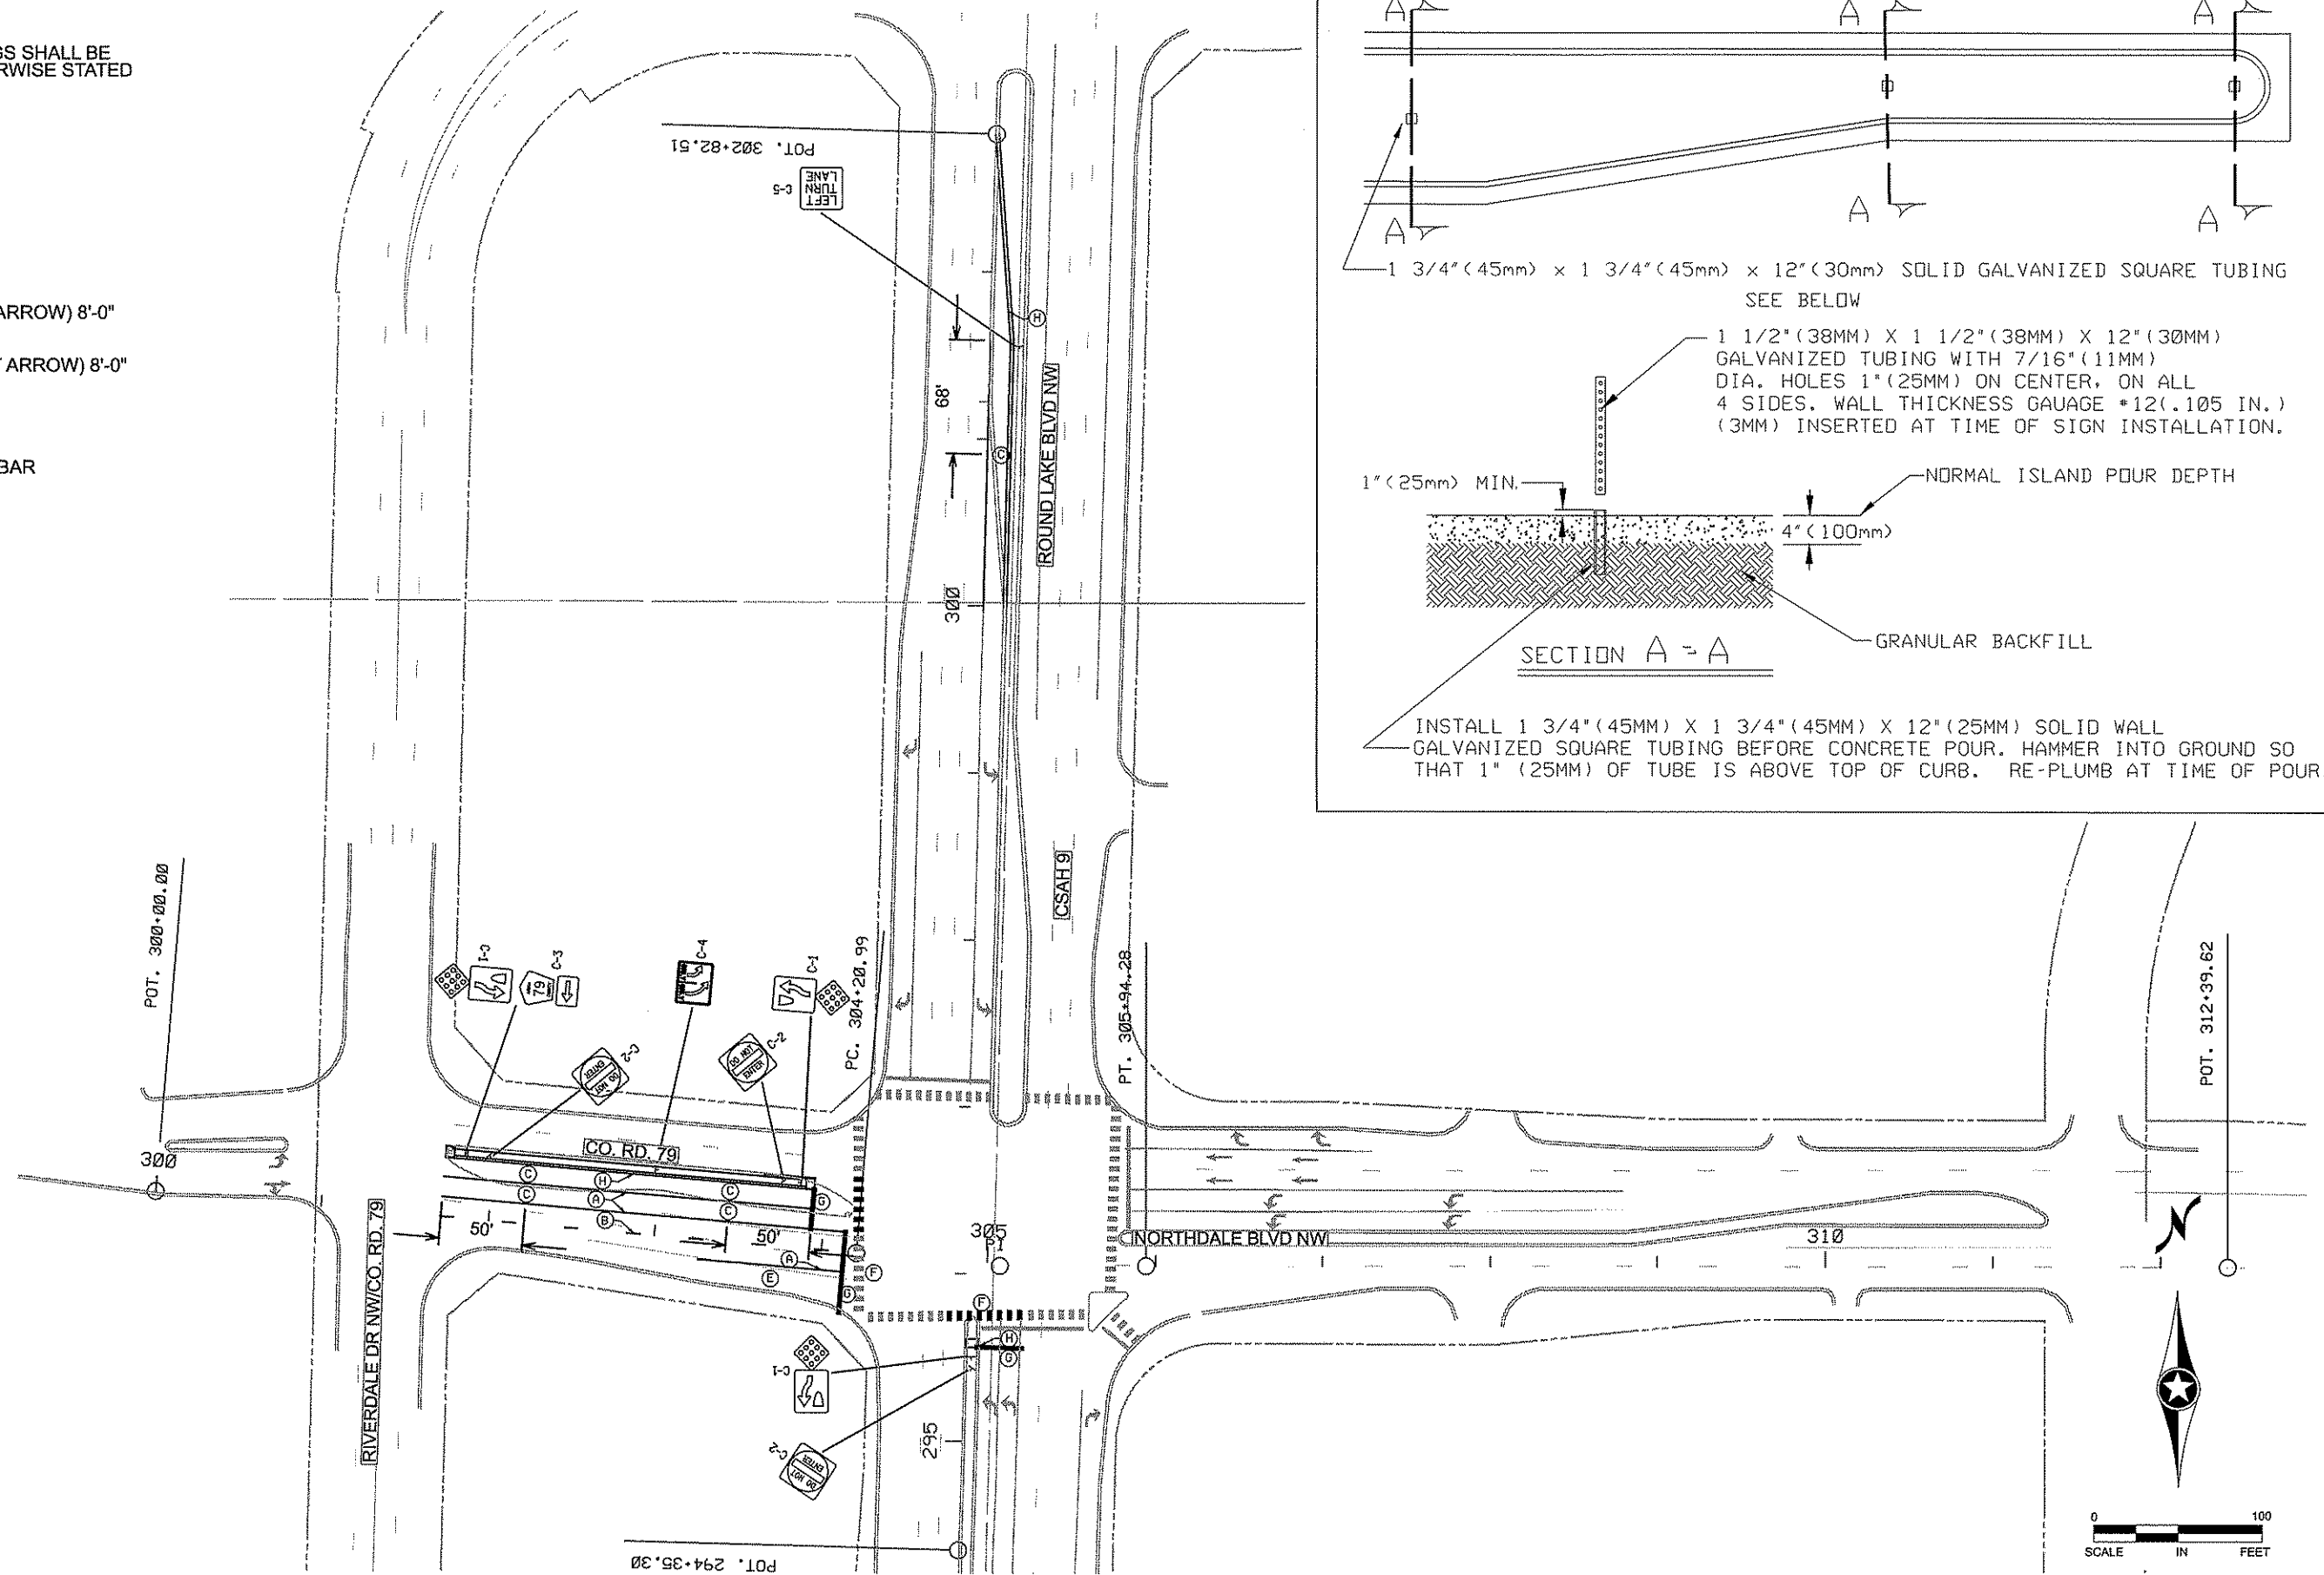 GS SHALL BE
RWISE STATED
ARROW) 8'-0"
ARROW) 8'-0"
BAR
POT. 302+82.51
LEFT
TURN
LANE
C-5
H
68'
C
ROUND LAKE BLVD NW
300
CSAH 9
A
A
A
A
A
A
1 3/4"(45mm) x 1 3/4"(45mm) x 12"(30mm) SOLID GALVANIZED SQUARE TUBING
SEE BELOW
1 1/2"(38MM) X 1 1/2"(38MM) X 12"(30MM)
GALVANIZED TUBING WITH 7/16"(11MM)
DIA. HOLES 1"(25MM) ON CENTER, ON ALL
4 SIDES. WALL THICKNESS GAUAGE #12(.105 IN.)
(3MM) INSERTED AT TIME OF SIGN INSTALLATION.
1"(25mm) MIN.
NORMAL ISLAND POUR DEPTH
4"(100mm)
GRANULAR BACKFILL
SECTION A - A
INSTALL 1 3/4"(45MM) X 1 3/4"(45MM) X 12"(25MM) SOLID WALL
GALVANIZED SQUARE TUBING BEFORE CONCRETE POUR. HAMMER INTO GROUND SO
THAT 1" (25MM) OF TUBE IS ABOVE TOP OF CURB. RE-PLUMB AT TIME OF POUR
POT. 300+00.00
C-1
C-3
79
C-4
C-1
PC. 304+20.99
PT. 305+94.28
POT. 312+39.62
C-2
DO NOT
ENTER
DO NOT
ENTER
C-2
CO. RD. 79
300
C
H
C
C
A
C
G
B
50'
50'
A
E
G
F
RIVERDALE DR NW/CO. RD. 79
305
PI
NORTHDALE BLVD NW
310
F
H
G
C-1
C-2
DO NOT
ENTER
295
POT. 294+35.30
N
0
100
SCALE IN FEET